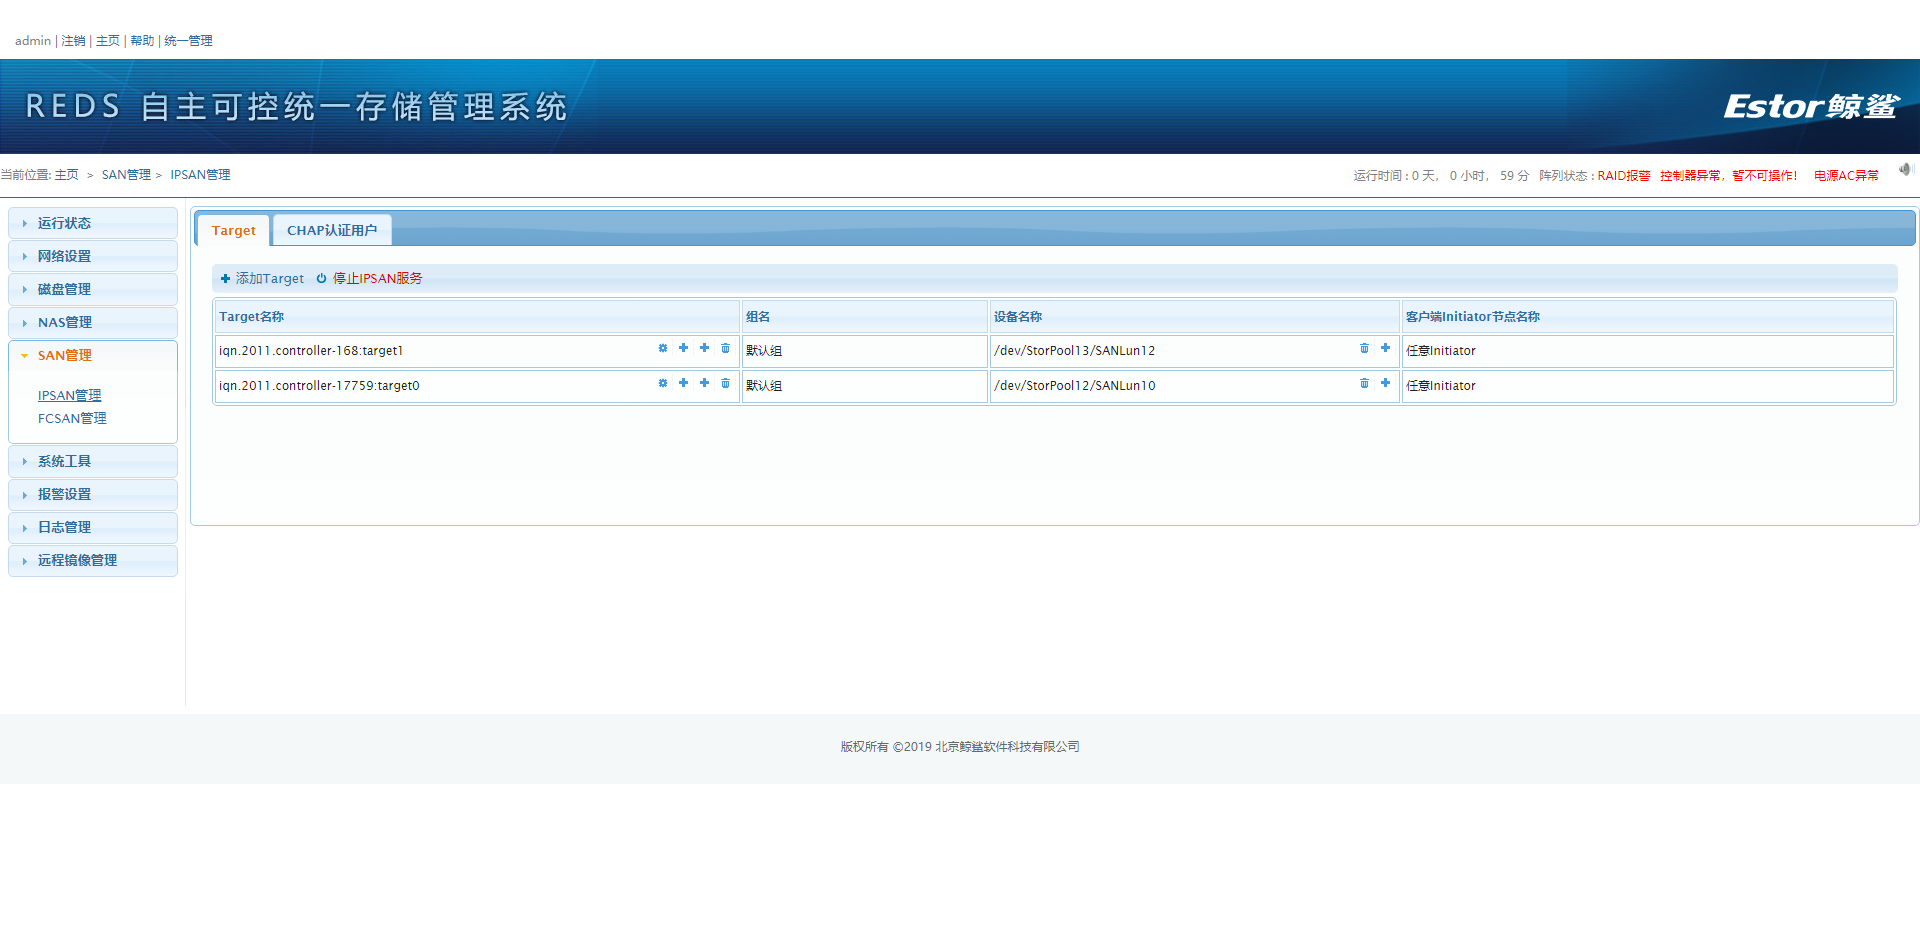 admin | 注销 | 主页 | 帮助 | 统一管理
REDS 自主可控统一存储管理系统
Estor鲸鲨
当前位置: 主页 > SAN管理 > IPSAN管理
运行时间 : 0 天， 0 小时， 59 分 阵列状态 : RAID报警 控制器异常，暂不可操作! 电源AC异常
运行状态
网络设置
磁盘管理
NAS管理
SAN管理
IPSAN管理
FCSAN管理
系统工具
报警设置
日志管理
远程镜像管理
Target CHAP认证用户
添加Target 停止IPSAN服务
Target名称 组名 设备名称 客户端Initiator节点名称
iqn.2011.controller-168:target1 默认组 /dev/StorPool13/SANLun12 任意Initiator
iqn.2011.controller-17759:target0 默认组 /dev/StorPool12/SANLun10 任意Initiator
版权所有 ©2019 北京鲸鲨软件科技有限公司